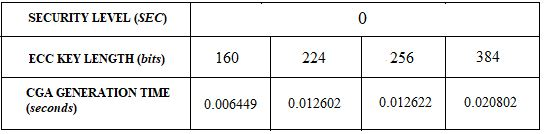 SECURITY LEVEL (SEC) 0
ECC KEY LENGTH (bits) 160 224 256 384
CGA GENERATION TIME
(seconds) 0.006449 0.012602 0.012622 0.020802